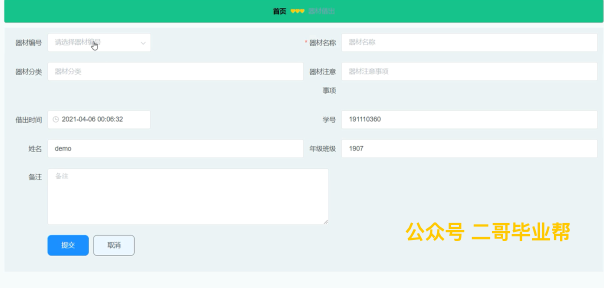 首页
器材编号 请选择器材编号 * 器材名称 器材名称
器材分类 器材分类 器材注意事项 器材注意事项
借出时间 2021-04-06 00:06:32 学号 191110360
姓名 demo 年级班级 1907
备注 备注
提交 取消
公众号 二哥毕业帮